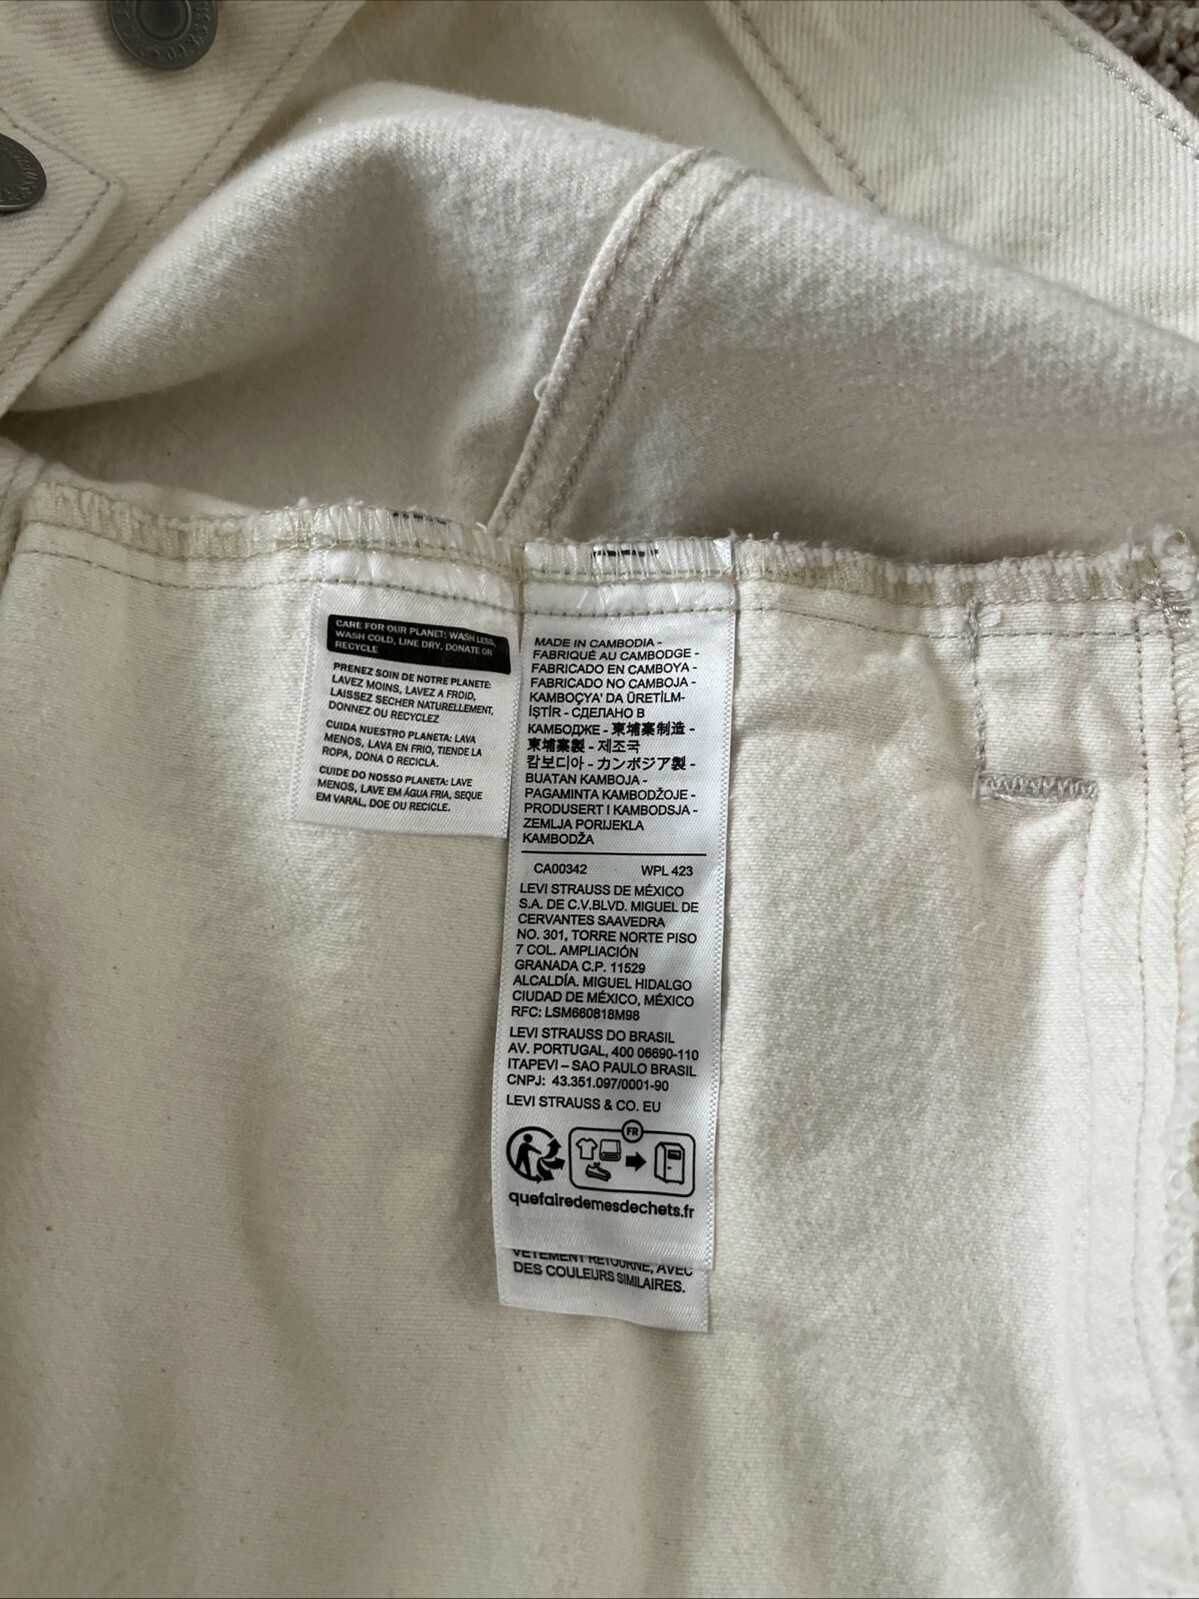 CARE FOR OUR PLANET: WASH LESS,
WASH COLD, LINE DRY, DONATE OR
RECYCLE
PRENEZ SOIN DE NOTRE PLANETE:
LAVEZ MOINS, LAVEZ A FROID,
LAISSEZ SECHER NATURELLEMENT,
DONNEZ OU RECYCLEZ
CUIDA NUESTRO PLANETA: LAVA
MENOS, LAVA EN FRIO, TIENDE LA
ROPA, DONA O RECICLA.
CUIDE DO NOSSO PLANETA: LAVE
MENOS, LAVE EM ÁGUA FRIA, SEQUE
EM VARAL, DOE OU RECICLE.
MADE IN CAMBODIA -
FABRIQUÉ AU CAMBODGE -
FABRICADO EN CAMBOYA -
FABRICADO NO CAMBOJA -
KAMBOÇYA' DA ÜRETİLM-
İŞTİR - СДЕЛАНО В
КАМБОДЖЕ - 柬埔寨制造 -
柬埔寨製 - 제조국
캄보디아 - カンボジア製 -
BUATAN KAMBOJA -
PAGAMINTA KAMBODŽOJE -
PRODUSERT I KAMBODSJA -
ZEMLJA PORIJEKLA
KAMBODŽA
CA00342 WPL 423
LEVI STRAUSS DE MÉXICO
S.A. DE C.V.BLVD. MIGUEL DE
CERVANTES SAAVEDRA
NO. 301, TORRE NORTE PISO
7 COL. AMPLIACIÓN
GRANADA C.P. 11529
ALCALDÍA. MIGUEL HIDALGO
CIUDAD DE MÉXICO, MÉXICO
RFC: LSM660818M98
LEVI STRAUSS DO BRASIL
AV. PORTUGAL, 400 06690-110
ITAPEVI – SAO PAULO BRASIL
CNPJ: 43.351.097/0001-90
LEVI STRAUSS & CO. EU
FR
quefairedemesdechets.fr
VÊTEMENT RETOURNÉ, AVEC
DES COULEURS SIMILAIRES.